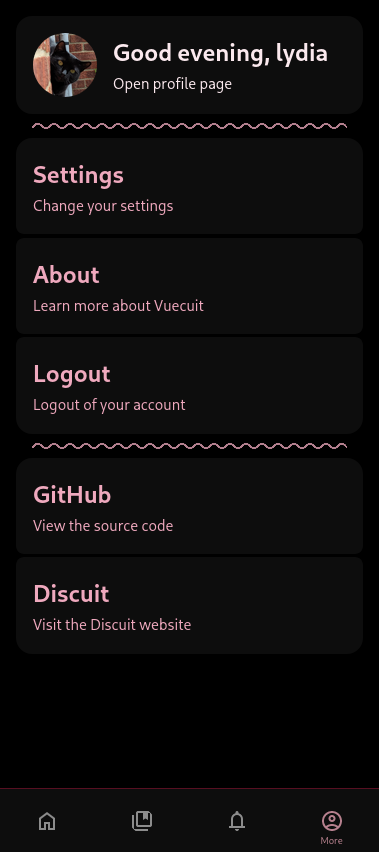 Good evening, lydia
Open profile page
Settings
Change your settings
About
Learn more about Vuecuit
Logout
Logout of your account
GitHub
View the source code
Discuit
Visit the Discuit website
More